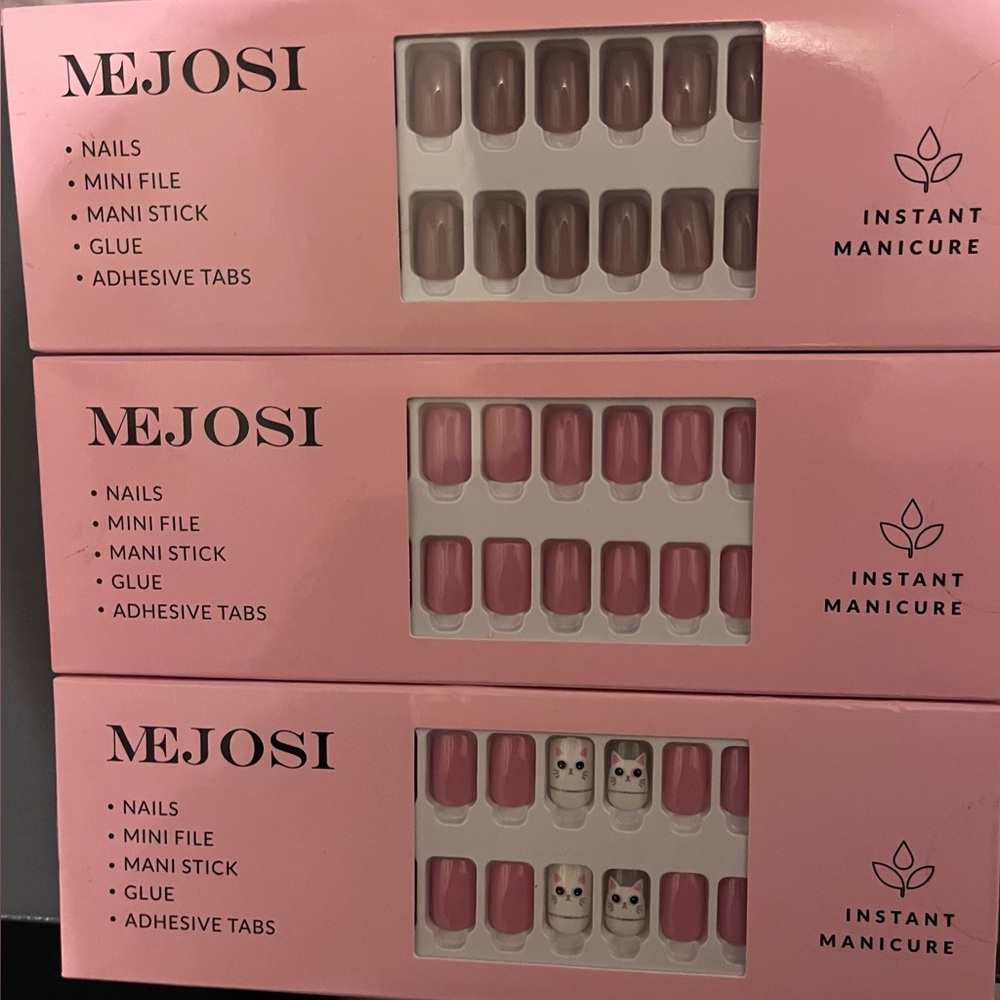 MEJOSI
• NAILS
• MINI FILE
• MANI STICK
• GLUE
• ADHESIVE TABS
INSTANT
MANICURE
MEJOSI
• NAILS
• MINI FILE
• MANI STICK
• GLUE
• ADHESIVE TABS
INSTANT
MANICURE
MEJOSI
• NAILS
• MINI FILE
• MANI STICK
• GLUE
• ADHESIVE TABS
INSTANT
MANICURE